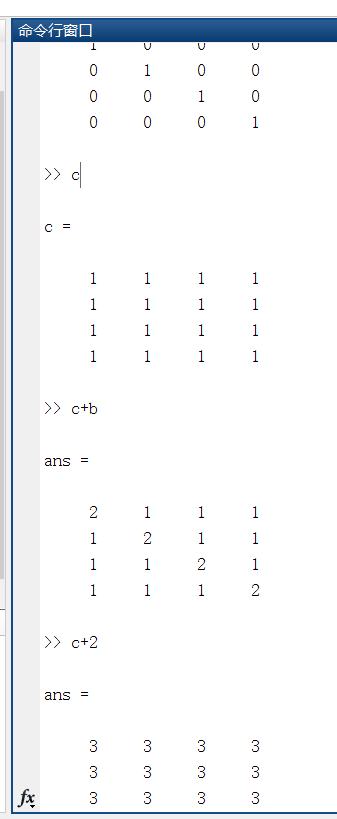 命令行窗口
1 0 0 0
0 1 0 0
0 0 1 0
0 0 0 1
>> c
c =
1 1 1 1
1 1 1 1
1 1 1 1
1 1 1 1
>> c+b
ans =
2 1 1 1
1 2 1 1
1 1 2 1
1 1 1 2
>> c+2
ans =
3 3 3 3
3 3 3 3
fx 3 3 3 3